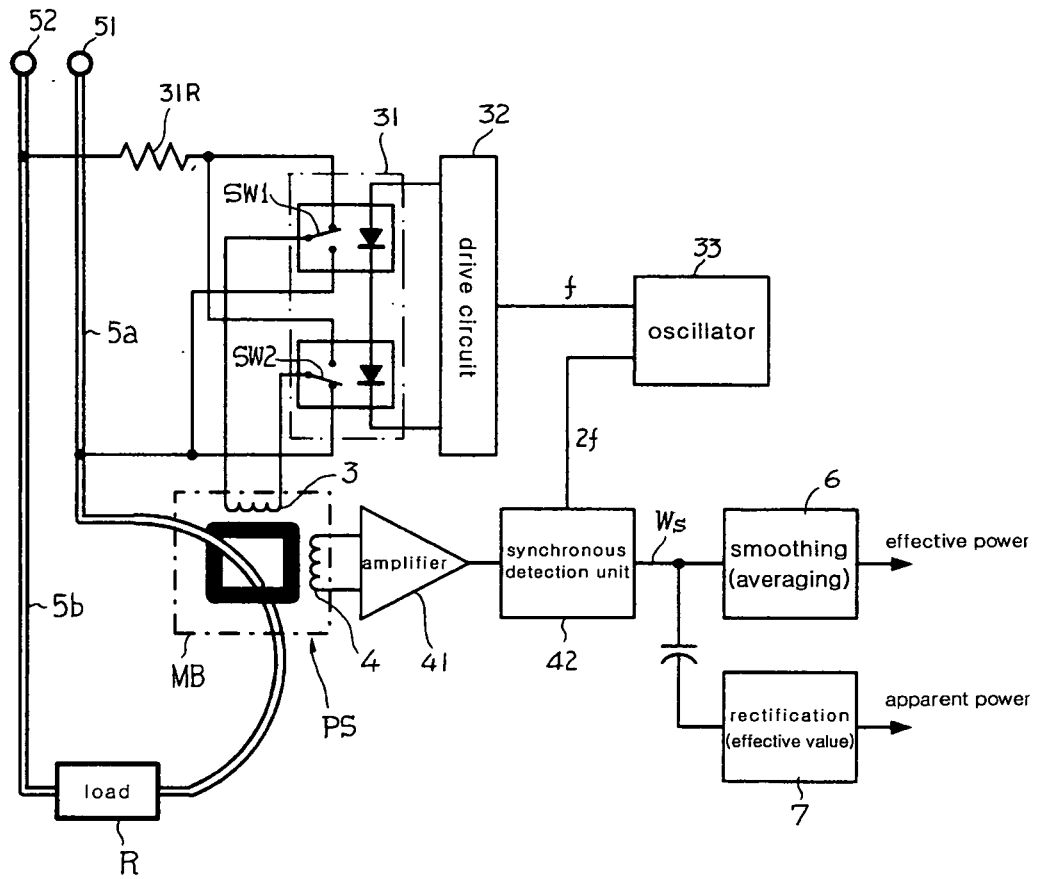 52 51
31R
31
32
SW1
33
drive circuit
f
oscillator
5a
SW2
2f
3
6
Ws
amplifier
synchronous
detection unit
smoothing
(averaging)
effective power
5b
MB
4
41
42
PS
apparent power
rectification
(effective value)
load
7
R